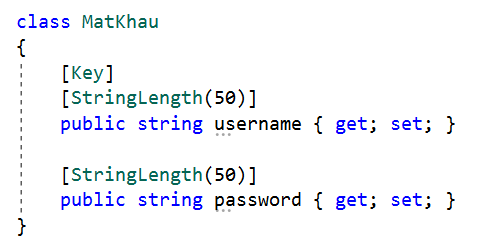 class MatKhau
{
[Key]
[StringLength(50)]
public string username { get; set; }
[StringLength(50)]
public string password { get; set; }
}